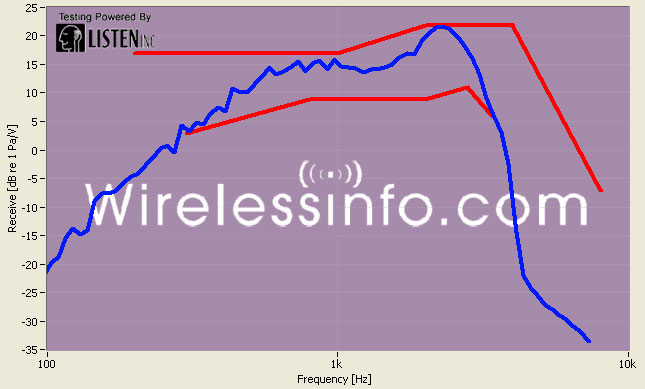 Testing Powered By
LISTEN INC
25
20
15
10
5
0
-5
-10
-15
-20
-25
-30
-35
Receive [dB re 1 Pa/V]
Wirelessinfo.com
100
1k
10k
Frequency [Hz]